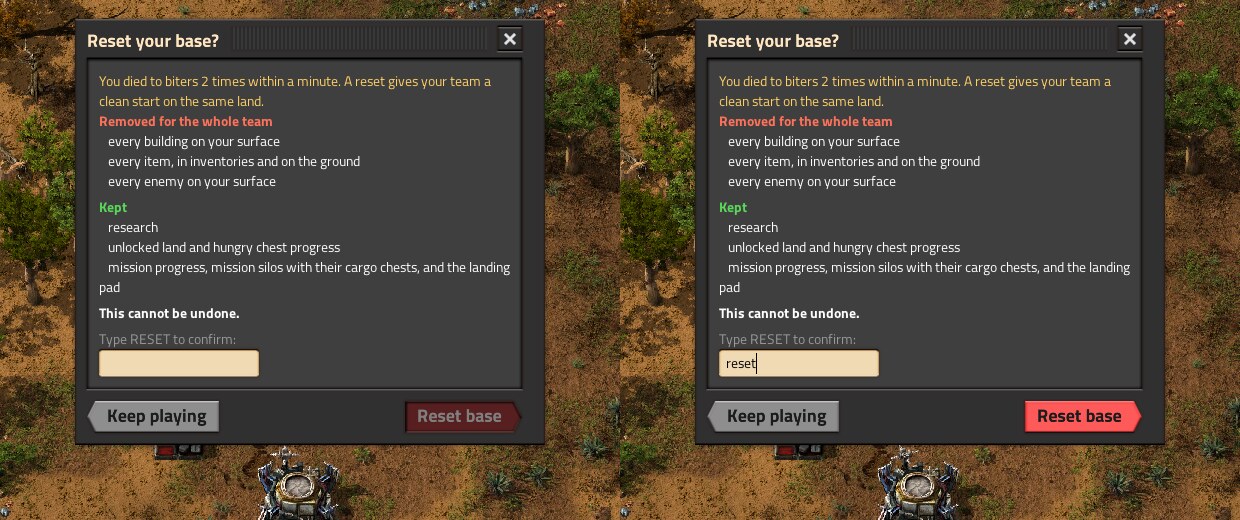 Reset your base?
You died to biters 2 times within a minute. A reset gives your team a
clean start on the same land.
Removed for the whole team
every building on your surface
every item, in inventories and on the ground
every enemy on your surface
Kept
research
unlocked land and hungry chest progress
mission progress, mission silos with their cargo chests, and the landing
pad
This cannot be undone.
Type RESET to confirm:
Keep playing
Reset base
Reset your base?
You died to biters 2 times within a minute. A reset gives your team a
clean start on the same land.
Removed for the whole team
every building on your surface
every item, in inventories and on the ground
every enemy on your surface
Kept
research
unlocked land and hungry chest progress
mission progress, mission silos with their cargo chests, and the landing
pad
This cannot be undone.
Type RESET to confirm:
reset
Keep playing
Reset base